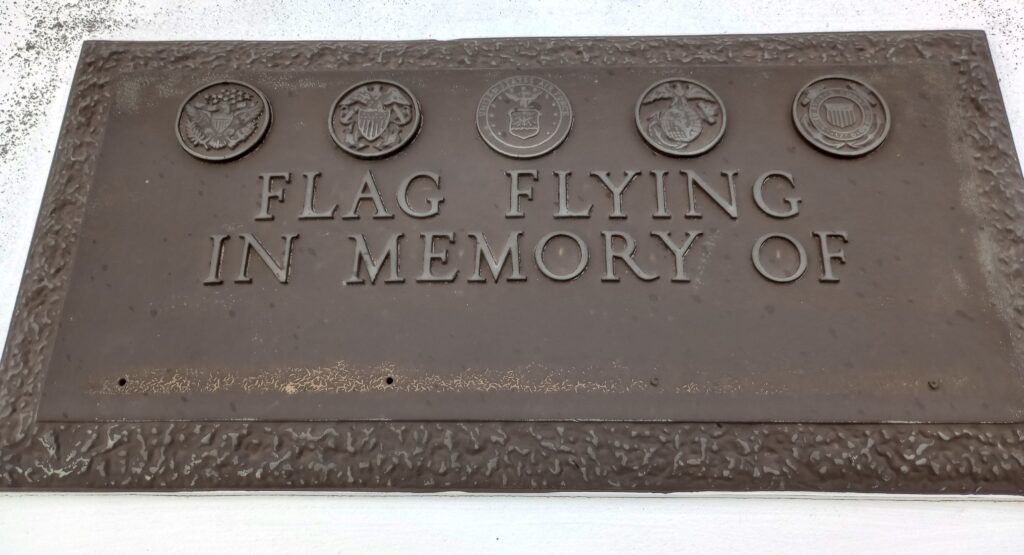 FLAG FLYING
IN MEMORY OF